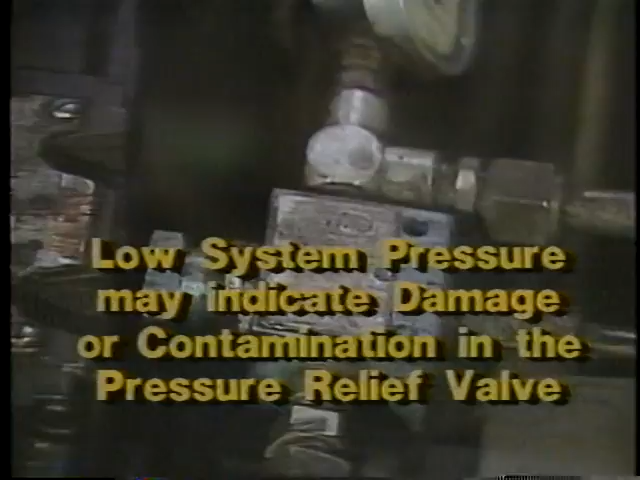 Low System Pressure
may indicate Damage
or Contamination in the
Pressure Relief Valve